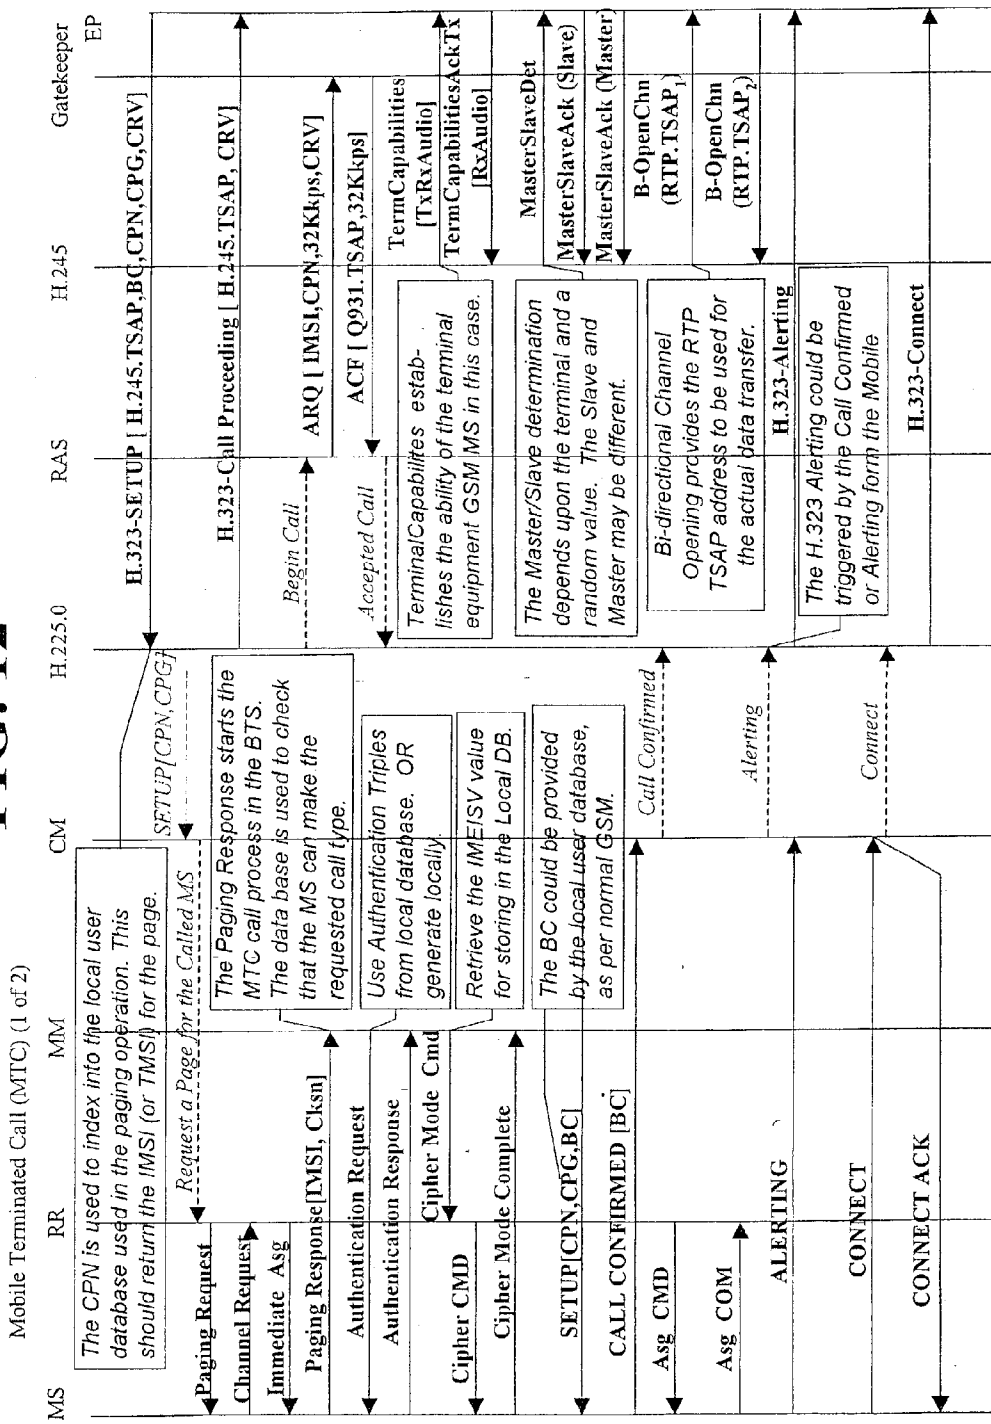 FIG. 12
Mobile Terminated Call (MTC) (1 of 2)
MS
RR
MM
CM
H.225.0
RAS
H.245
Gatekeeper
EP
The CPN is used to index into the local user
database used in the paging operation. This
should return the IMSI (or TMSI) for the page.
H.323-SETUP [ H.245.TSAP,BC,CPN,CPG,CRV]
SETUP[CPN,CPG]
Request a Page for the Called MS
Paging Request
H.323-Call Proceeding [ H.245.TSAP, CRV]
Channel Request
Immediate Asg
Begin Call
ARQ [ IMSI,CPN,32Kkps,CRV]
The Paging Response starts the
MTC call process in the BTS.
The data base is used to check
that the MS can make the
requested call type.
Paging Response[IMSI, Cksn]
ACF [ Q931.TSAP,32Kkps]
Accepted Call
Authentication Request
Authentication Response
Use Authentication Triples
from local database. OR
generate locally.
TermCapabilities
[TxRxAudio]
TermCapabilitiesAckTx
[RxAudio]
TerminalCapabilites estab-
lishes the ability of the terminal
equipment GSM MS in this case.
Cipher Mode Cmd
Cipher CMD
Cipher Mode Complete
Retrieve the IMEISV value
for storing in the Local DB.
MasterSlaveDet
MasterSlaveAck (Slave)
MasterSlaveAck (Master)
The Master/Slave determination
depends upon the terminal and a
random value. The Slave and
Master may be different.
The BC could be provided
by the local user database,
as per normal GSM.
SETUP[CPN,CPG,BC]
CALL CONFIRMED [BC]
Call Confirmed
B-OpenChn
(RTP.TSAP1)
B-OpenChn
(RTP.TSAP2)
Bi-directional Channel
Opening provides the RTP
TSAP address to be used for
the actual data transfer.
Asg CMD
Asg COM
Alerting
ALERTING
H.323-Alerting
The H.323 Alerting could be
triggered by the Call Confirmed
or Alerting form the Mobile
CONNECT
Connect
H.323-Connect
CONNECT ACK